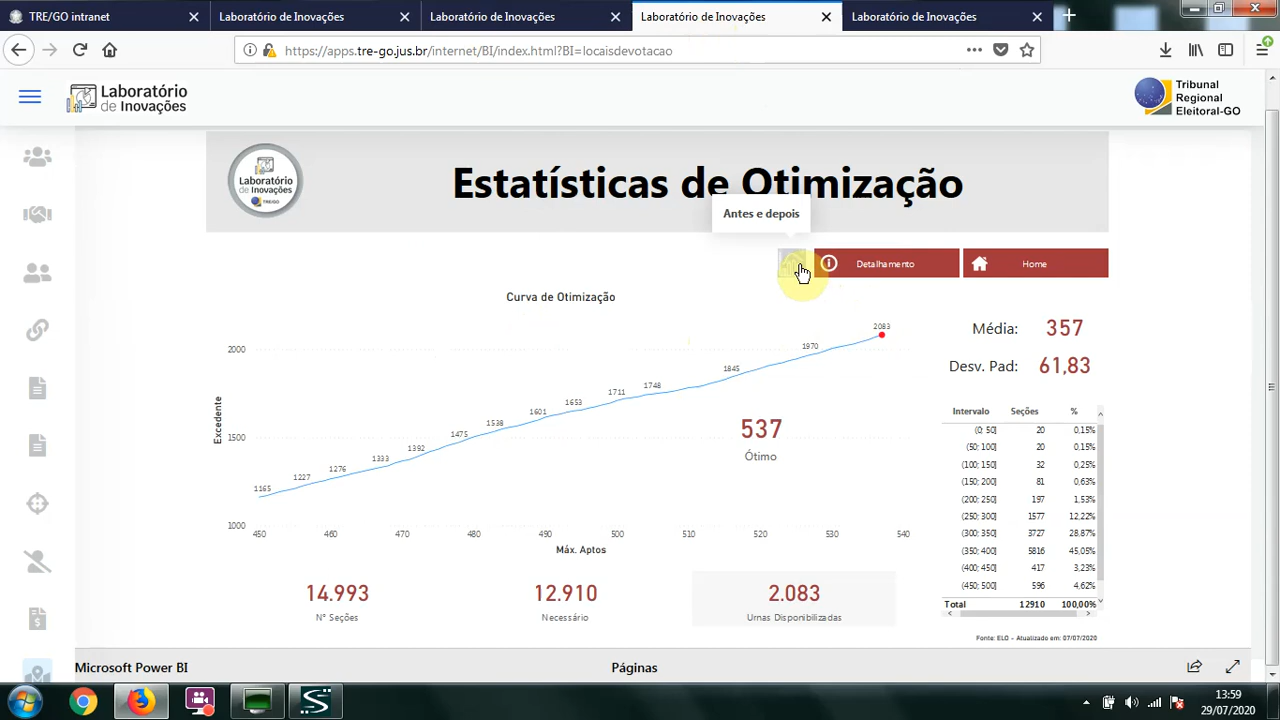 TRE/GO intranet
Laboratório de Inovações
Laboratório de Inovações
Laboratório de Inovações
Laboratório de Inovações
https://apps.tre-go.jus.br/internet/BI/index.html?BI=locaisdevotacao
Laboratório
de Inovações
Tribunal
Regional
Eleitoral-GO
Laboratório
de Inovações
TRE/GO
Estatísticas de Otimização
Antes e depois
Detalhamento
Home
Curva de Otimização
Excedente
2000
1500
1000
1165
1227
1276
1333
1392
1475
1538
1601
1653
1711
1748
1845
1970
2083
450
460
470
480
490
500
510
520
530
540
Máx. Aptos
537
Ótimo
Média: 357
Desv. Pad: 61,83
Intervalo Seções %
(0; 50] 20 0,15%
(50; 100] 20 0,15%
(100; 150] 32 0,25%
(150; 200] 81 0,63%
(200; 250] 197 1,53%
(250; 300] 1577 12,22%
(300; 350] 3727 28,87%
(350; 400] 5816 45,05%
(400; 450] 417 3,23%
(450; 500] 596 4,62%
Total 12910 100,00%
14.993
N° Seções
12.910
Necessário
2.083
Urnas Disponibilizadas
Fonte: ELO - Atualizado em: 07/07/2020
Microsoft Power BI
Páginas
13:59
29/07/2020